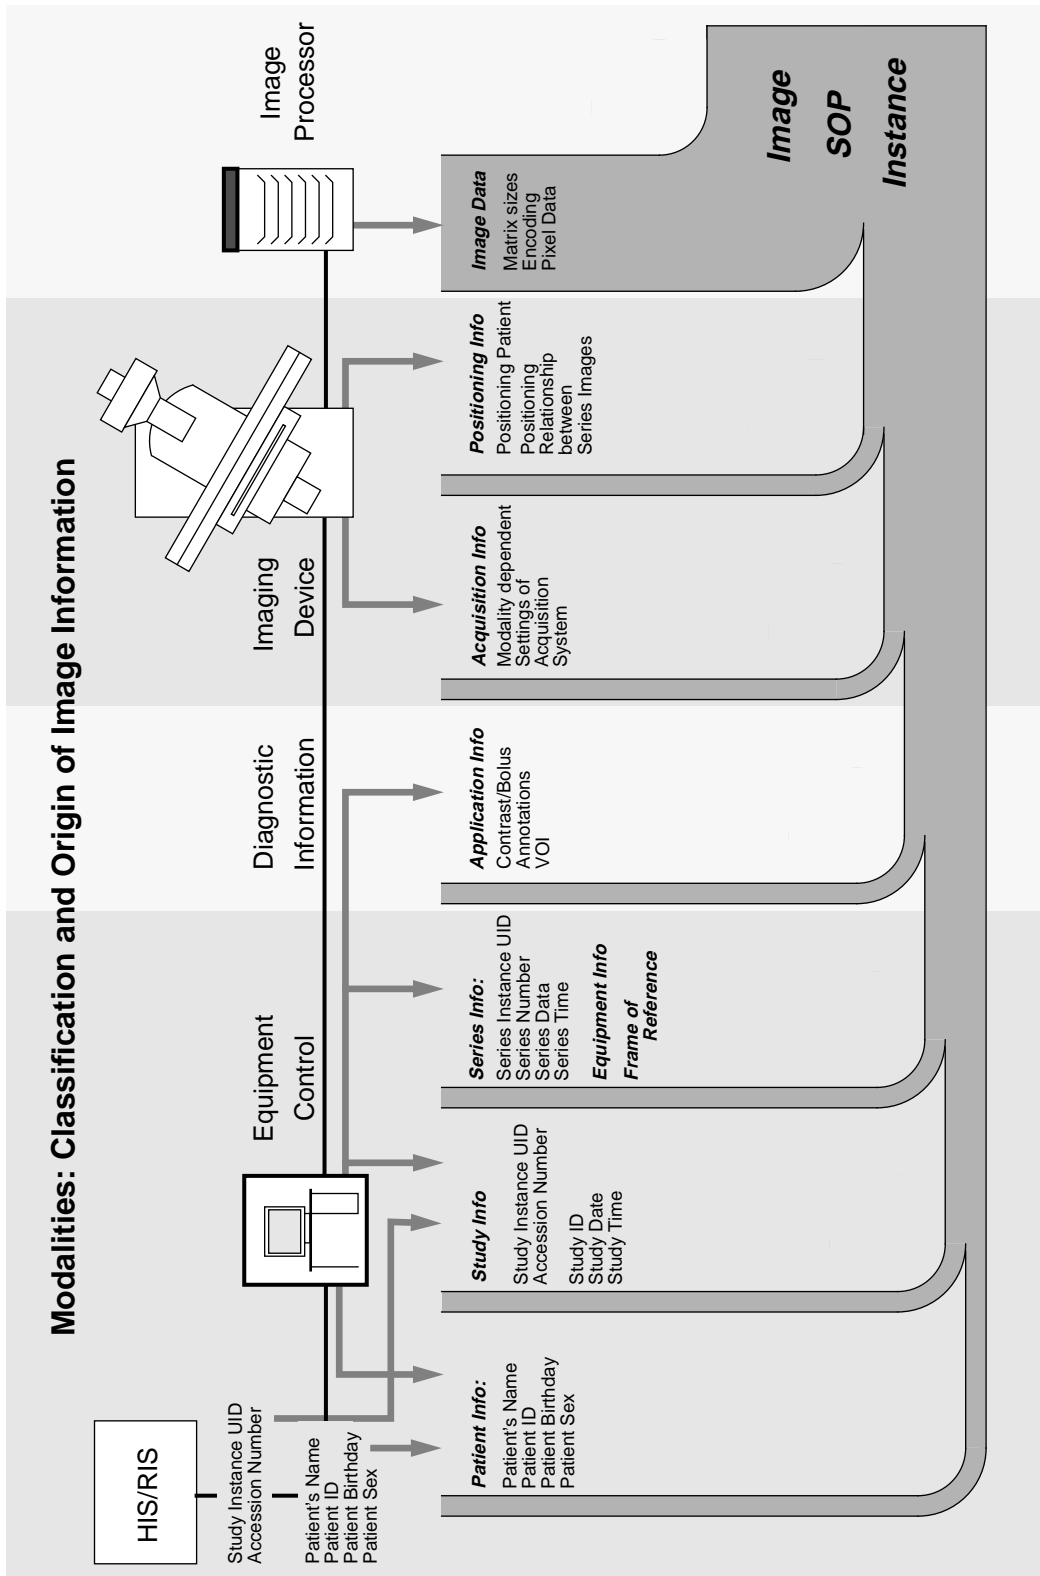 Modalities: Classification and Origin of Image Information
HIS/RIS
Study Instance UID
Accession Number
Patient's Name
Patient ID
Patient Birthday
Patient Sex
Equipment
Control
Diagnostic
Information
Imaging
Device
Image
Processor
Patient Info:
Patient's Name
Patient ID
Patient Birthday
Patient Sex
Study Info
Study Instance UID
Accession Number
Study ID
Study Date
Study Time
Series Info:
Series Instance UID
Series Number
Series Data
Series Time
Equipment Info
Frame of
Reference
Application Info
Contrast/Bolus
Annotations
VOI
Acquisition Info
Modality dependent
Settings of
Acquisition
System
Positioning Info
Positioning Patient
Positioning
Relationship
between
Series Images
Image Data
Matrix sizes
Encoding
Pixel Data
Image
SOP
Instance